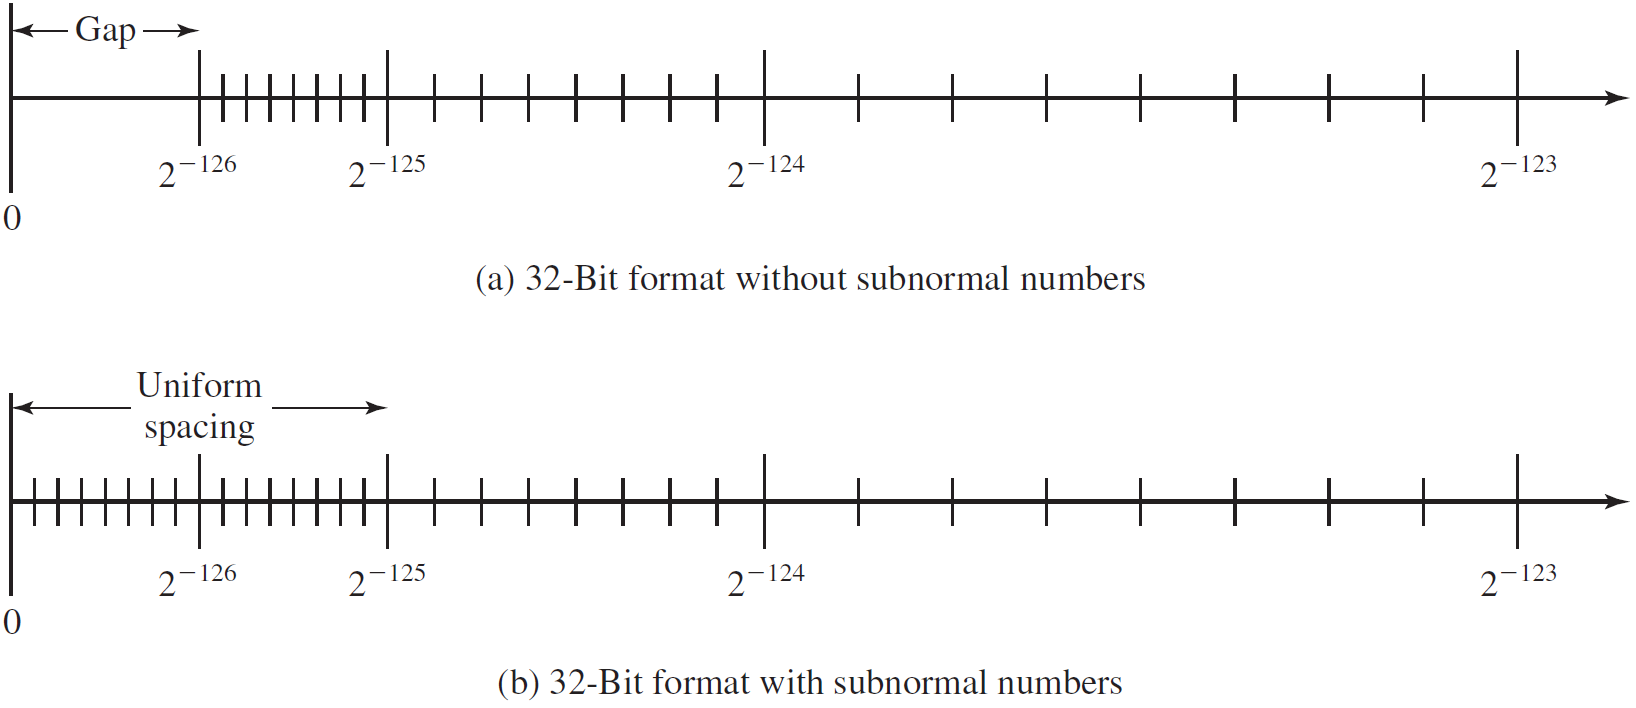 Gap
2⁻¹²⁶ 2⁻¹²⁵ 2⁻¹²⁴ 2⁻¹²³
0
(a) 32-Bit format without subnormal numbers
Uniform
spacing
2⁻¹²⁶ 2⁻¹²⁵ 2⁻¹²⁴ 2⁻¹²³
0
(b) 32-Bit format with subnormal numbers